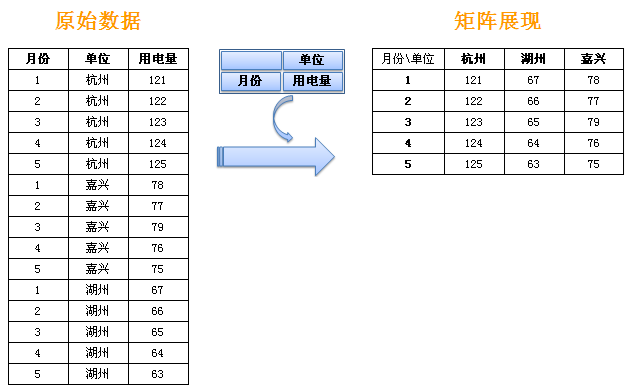 原始数据
月份 单位 用电量
1 杭州 121
2 杭州 122
3 杭州 123
4 杭州 124
5 杭州 125
1 嘉兴 78
2 嘉兴 77
3 嘉兴 79
4 嘉兴 76
5 嘉兴 75
1 湖州 67
2 湖州 66
3 湖州 65
4 湖州 64
5 湖州 63
单位
月份 用电量
矩阵展现
月份\单位 杭州 湖州 嘉兴
1 121 67 78
2 122 66 77
3 123 65 79
4 124 64 76
5 125 63 75